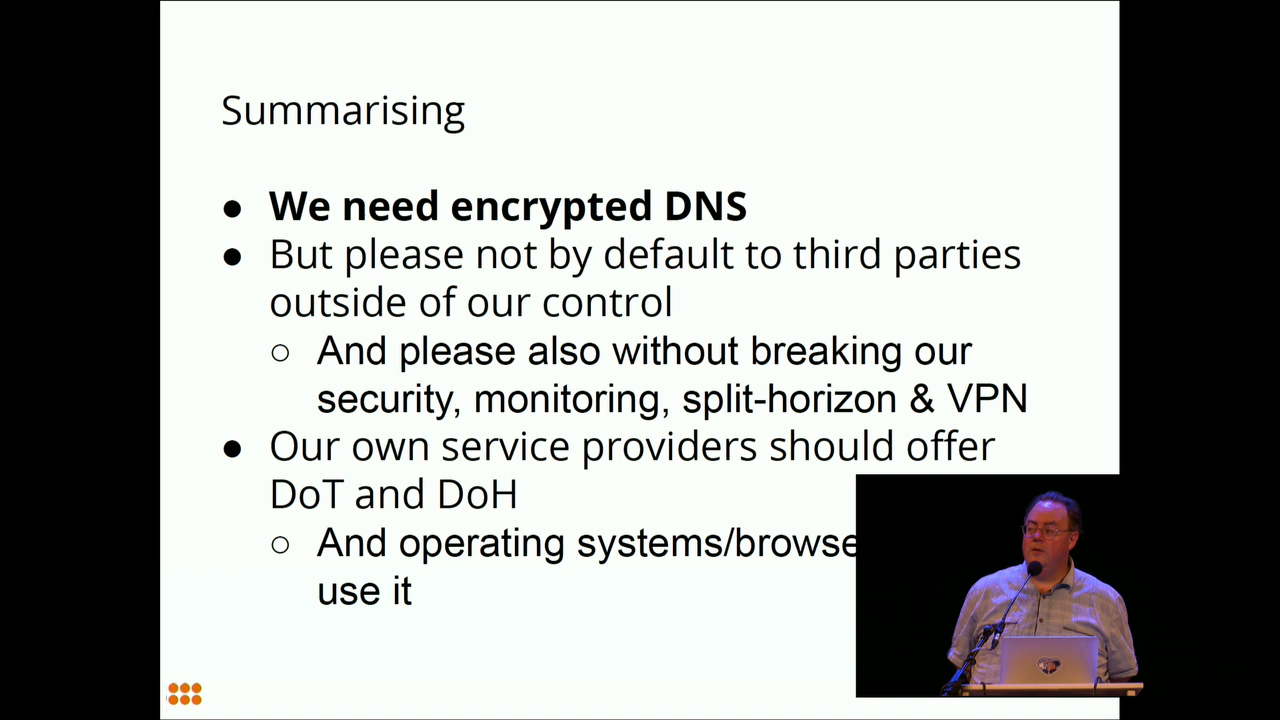 Summarising
● We need encrypted DNS
● But please not by default to third parties
outside of our control
○ And please also without breaking our
security, monitoring, split-horizon & VPN
● Our own service providers should offer
DoT and DoH
○ And operating systems/browse
use it